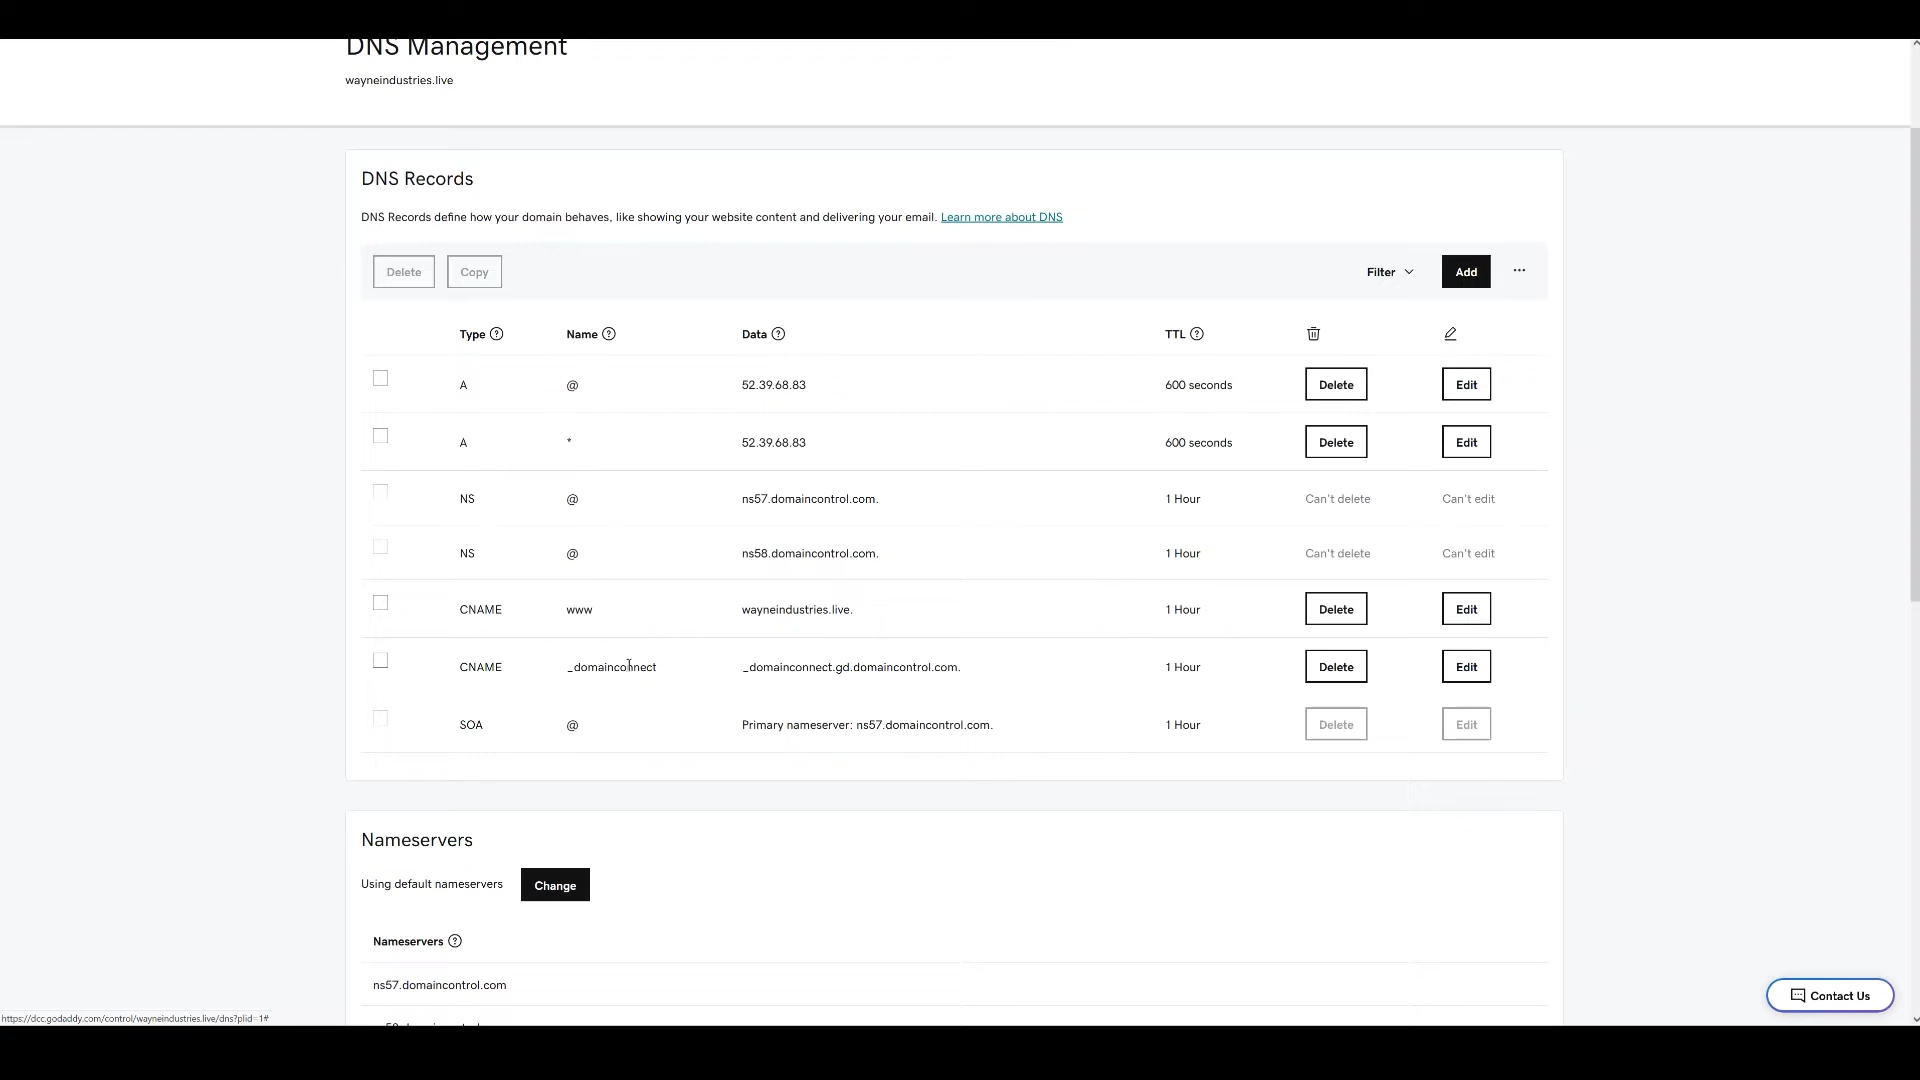 DNS Management
wayneindustries.live
DNS Records
DNS Records define how your domain behaves, like showing your website content and delivering your email. Learn more about DNS
Delete Copy Filter Add ...
Type Name Data TTL
A @ 52.39.68.83 600 seconds Delete Edit
A * 52.39.68.83 600 seconds Delete Edit
NS @ ns57.domaincontrol.com. 1 Hour Can't delete Can't edit
NS @ ns58.domaincontrol.com. 1 Hour Can't delete Can't edit
CNAME www wayneindustries.live. 1 Hour Delete Edit
CNAME _domainconnect _domainconnect.gd.domaincontrol.com. 1 Hour Delete Edit
SOA @ Primary nameserver: ns57.domaincontrol.com. 1 Hour Delete Edit
Nameservers
Using default nameservers Change
Nameservers
ns57.domaincontrol.com
Contact Us
https://dcc.godaddy.com/control/wayneindustries.live/dns?plid=1#